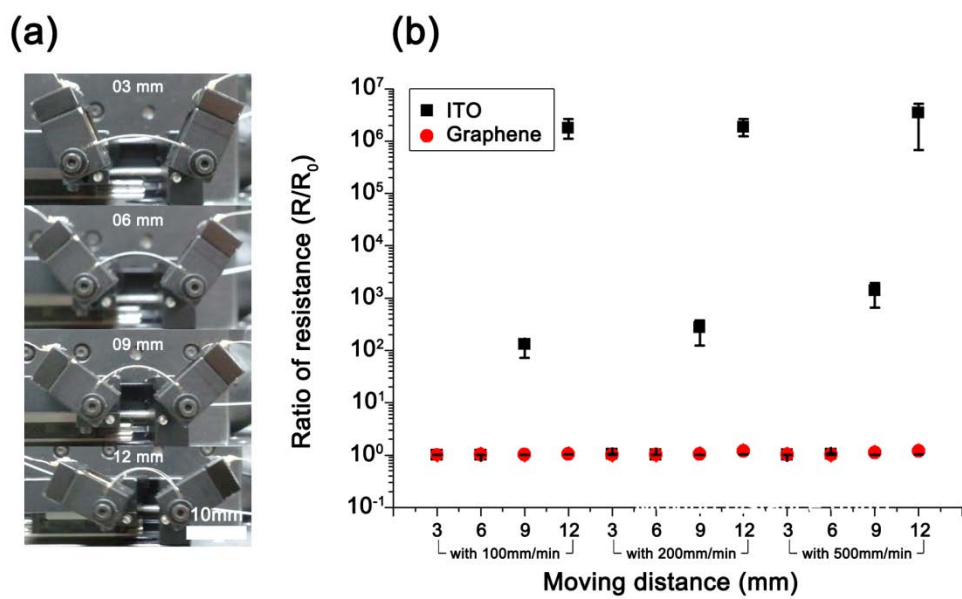 (a)
03 mm
06 mm
09 mm
12 mm
10mm
(b)
Ratio of resistance (R/R₀)
10⁷
10⁶
10⁵
10⁴
10³
10²
10¹
10⁰
10⁻¹
ITO
Graphene
3 6 9 12 3 6 9 12 3 6 9 12
with 100mm/min with 200mm/min with 500mm/min
Moving distance (mm)